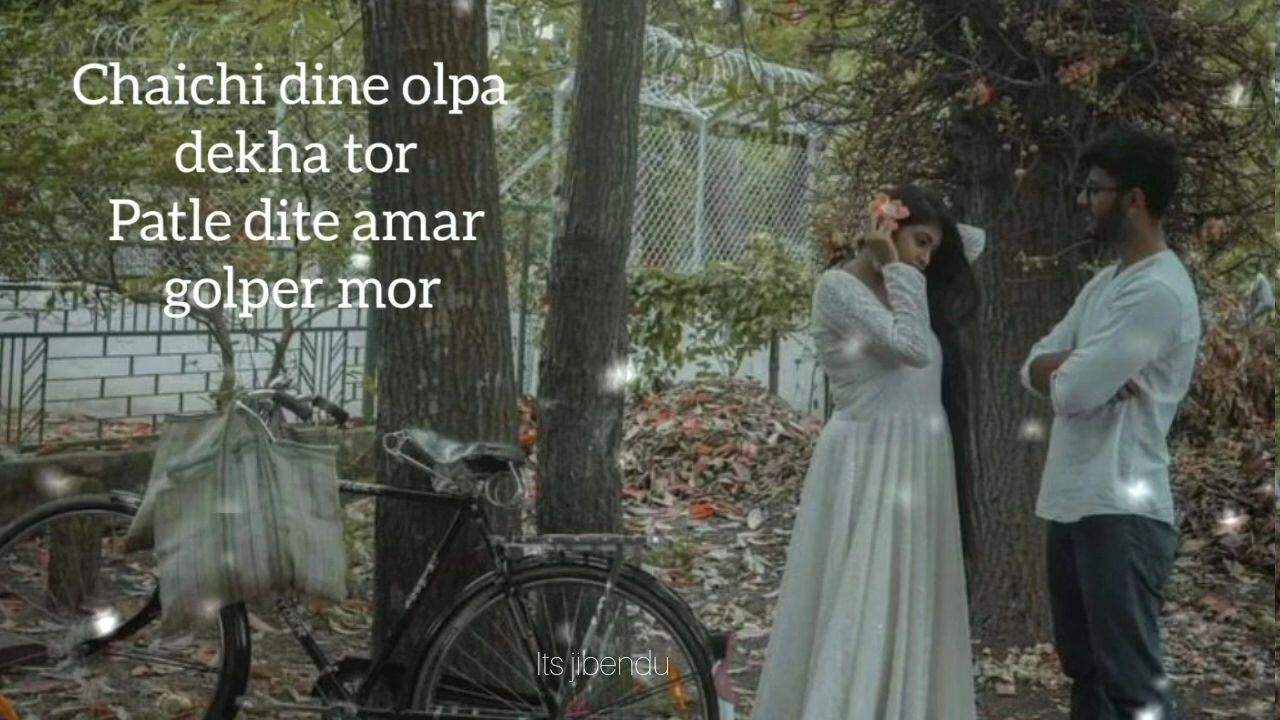 Chaichi dine olpa
dekha tor
Patle dite amar
golper mor
Its jibendu